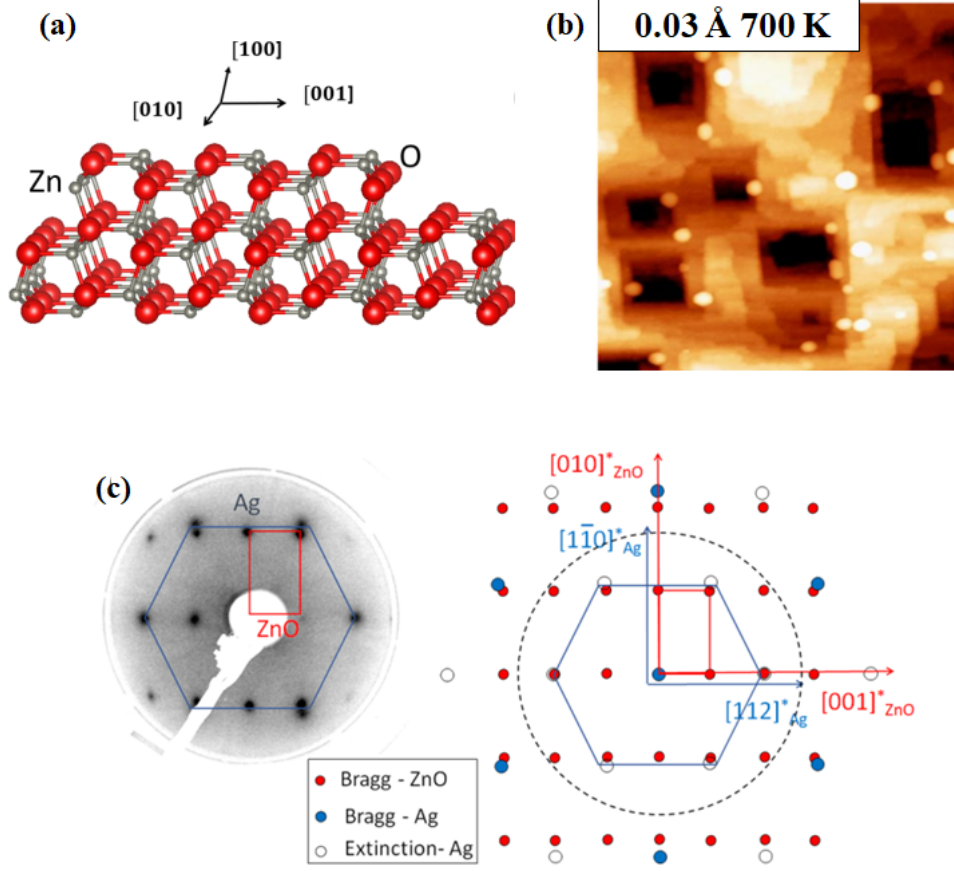 (a)
[100]
[010]
[001]
Zn
O
(b)
0.03 Å 700 K
(c)
Ag
ZnO
[010]*ZnO
[11̅0]*Ag
[112]*Ag
[001]*ZnO
Bragg - ZnO
Bragg - Ag
Extinction- Ag